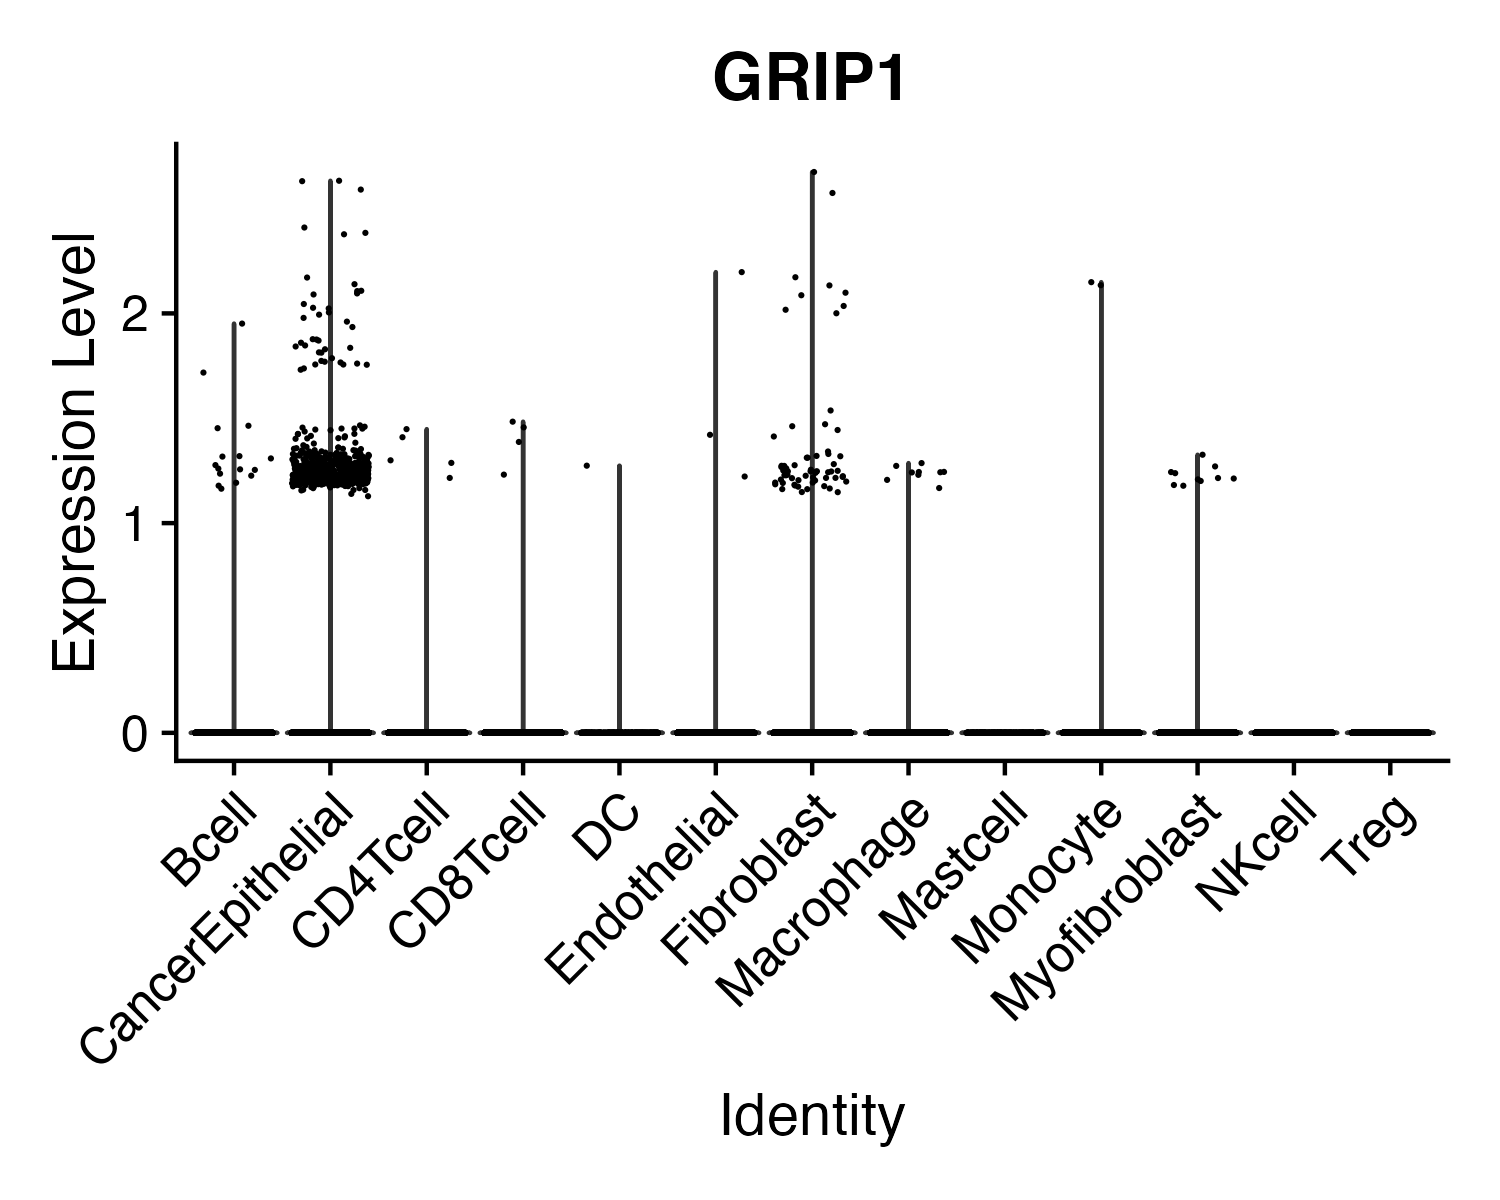 GRIP1
Expression Level
2
1
0
Bcell
CancerEpithelial
CD4Tcell
CD8Tcell
DC
Endothelial
Fibroblast
Macrophage
Mastcell
Monocyte
Myofibroblast
NKcell
Treg
Identity